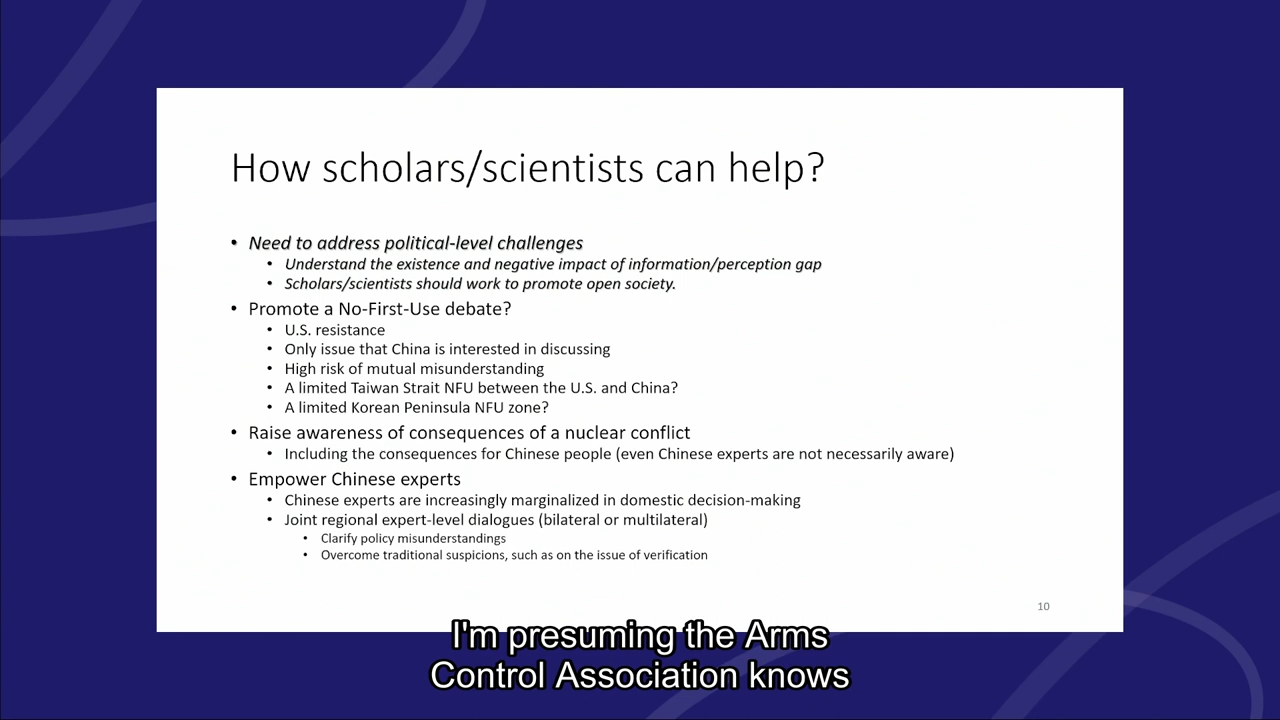 How scholars/scientists can help?
• Need to address political-level challenges
• Understand the existence and negative impact of information/perception gap
• Scholars/scientists should work to promote open society.
• Promote a No-First-Use debate?
• U.S. resistance
• Only issue that China is interested in discussing
• High risk of mutual misunderstanding
• A limited Taiwan Strait NFU between the U.S. and China?
• A limited Korean Peninsula NFU zone?
• Raise awareness of consequences of a nuclear conflict
• Including the consequences for Chinese people (even Chinese experts are not necessarily aware)
• Empower Chinese experts
• Chinese experts are increasingly marginalized in domestic decision-making
• Joint regional expert-level dialogues (bilateral or multilateral)
• Clarify policy misunderstandings
• Overcome traditional suspicions, such as on the issue of verification
10
I'm presuming the Arms
Control Association knows